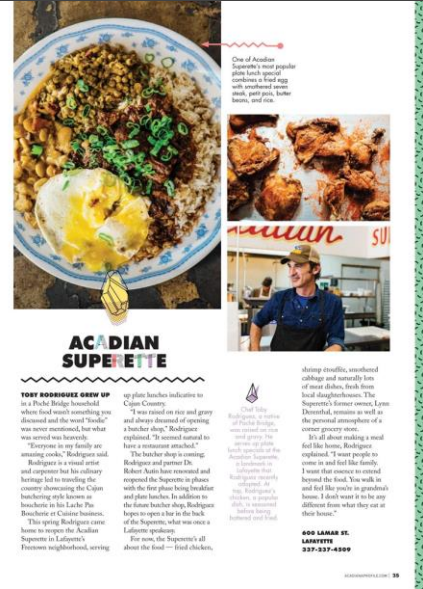 One of Acadian
Superette's most popular
plate lunch special
combines a fried egg
with smothered seven
steak, petit pois, butter
beans, and rice.
ACADIAN
SUPERETTE
TOBY RODRIGUEZ GREW UP
in a Poché Bridge household
where food wasn't something you
discussed and the word "foodie"
was never mentioned, but what
was served was heavenly.
"Everyone in my family are
amazing cooks," Rodriguez said.
Rodriguez is a visual artist
and carpenter but his culinary
heritage led to traveling the
country showcasing the Cajun
butchering style known as
boucherie in his Lache Pas
Boucherie et Cuisine business.
This spring Rodriguez came
home to reopen the Acadian
Superette in Lafayette's
Freetown neighborhood, serving
up plate lunches indicative to
Cajun Country.
"I was raised on rice and gravy
and always dreamed of opening
a butcher shop," Rodriguez
explained. "It seemed natural to
have a restaurant attached."
The butcher shop is coming;
Rodriguez and partner Dr.
Robert Autin have renovated and
reopened the Superette in phases
with the first phase being breakfast
and plate lunches. In addition to
the future butcher shop, Rodriguez
hopes to open a bar in the back
of the Superette, what was once a
Lafayette speakeasy.
For now, the Superette's all
about the food — fried chicken,
Chef Toby
Rodriguez, a native
of Poché Bridge,
was raised on rice
and gravy. He
serves up plate
lunch specials at the
Acadian Superette,
a landmark in
Lafayette that
Rodriguez recently
adopted. At
top, Rodriguez's
chicken, a popular
dish, is seasoned
before being
battered and fried.
shrimp étouffée, smothered
cabbage and naturally lots
of meat dishes, fresh from
local slaughterhouses. The
Superette's former owner, Lynn
Derenthal, remains as well as
the personal atmosphere of a
corner grocery store.
It's all about making a meal
feel like home, Rodriguez
explained. "I want people to
come in and feel like family.
I want that essence to extend
beyond the food. You walk in
and feel like you're in grandma's
house. I don't want it to be any
different from what they eat at
their house."
600 LAMAR ST.
LAFAYETTE
337-237-4509
ACADIANAPROFILE.COM | 25